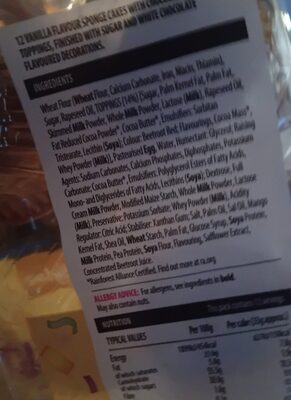 12 VANILLA FLAVOUR SPONGE CAKES WITH CHOCOLATE
TOPPINGS, FINISHED WITH SUGAR AND WHITE CHOCOLATE
FLAVOURED DECORATIONS.
INGREDIENTS
Wheat Flour (Wheat Flour, Calcium Carbonate, Iron, Niacin, Thiamin),
Sugar, Rapeseed Oil, TOPPINGS (14%) (Sugar, Palm Kernel Oil, Palm Fat,
Skimmed Milk Powder, Whole Milk Powder, Lactose (Milk), Rapeseed Oil,
Fat Reduced Cocoa Powder*, Cocoa Butter*, Emulsifiers: Sorbitan
Tristearate, Lecithins (Soya); Colour: Beetroot Red; Flavourings, Cocoa Mass*,
Whey Powder (Milk)), Pasteurised Egg, Water, Humectant: Glycerol; Raising
Agents: Sodium Carbonates, Calcium Phosphates, Diphosphates, Potassium
Carbonate; Cocoa Butter*, Emulsifiers: Polyglycerol Esters of Fatty Acids,
Mono- and Diglycerides of Fatty Acids, Lecithins (Soya); Dextrose, Full
Cream Milk Powder, Modified Maize Starch, Whole Milk Powder, Lactose
(Milk), Preservative: Potassium Sorbate; Whey Powder (Milk), Acidity
Regulator: Citric Acid; Stabiliser: Xanthan Gum; Salt, Palm Oil, Sal Oil, Mango
Kernel Fat, Shea Oil, Wheat Starch, Palm Fat, Glucose Syrup, Soya Protein,
Milk Protein, Pea Protein, Soya Flour, Flavouring, Safflower Extract,
Concentrated Beetroot Juice.
*Rainforest Alliance Certified. Find out more at ra.org
ALLERGY ADVICE: For allergens, see ingredients in bold.
May also contain nuts.
NUTRITION This pack contains 12 servings
TYPICAL VALUES Per 100g Per cake
Energy
Fat
of which saturates
Carbohydrate
of which sugars
Fibre